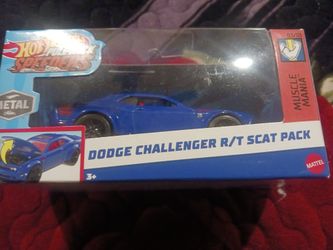 HOT WHEELS
SPEEDERS
METAL
MUSCLE MANIA
DODGE CHALLENGER R/T SCAT PACK
3+
MATTEL